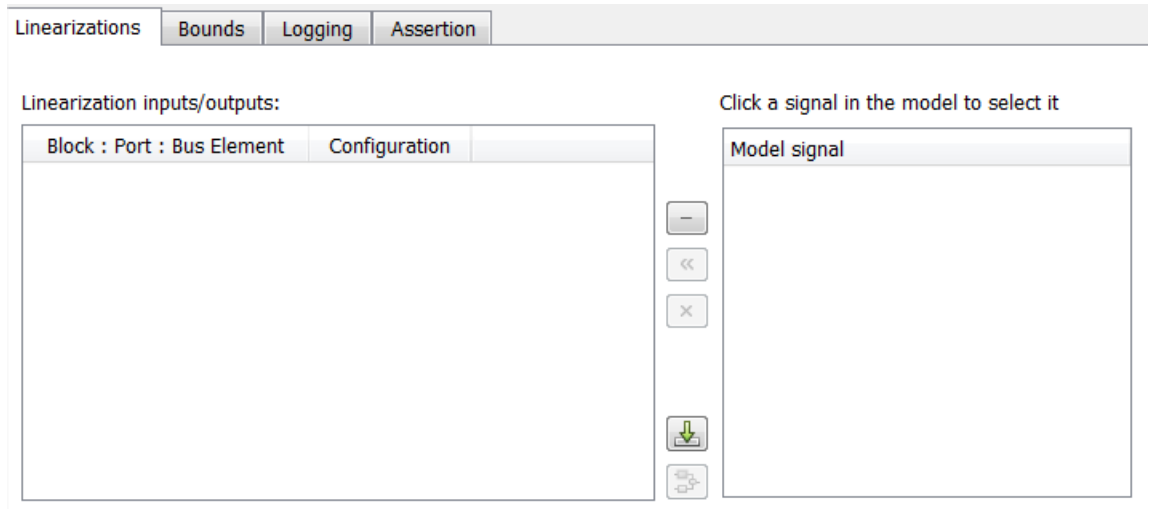 Linearizations Bounds Logging Assertion
Linearization inputs/outputs: Click a signal in the model to select it
Block : Port : Bus Element Configuration Model signal